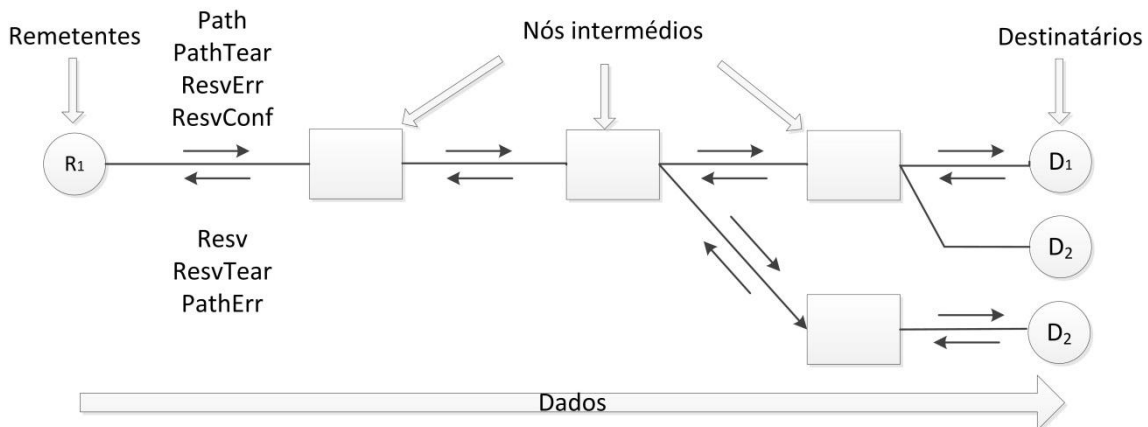 Remetentes
Path
PathTear
ResvErr
ResvConf
Nós intermédios
Destinatários
R1
D1
Resv
ResvTear
PathErr
D2
D2
Dados